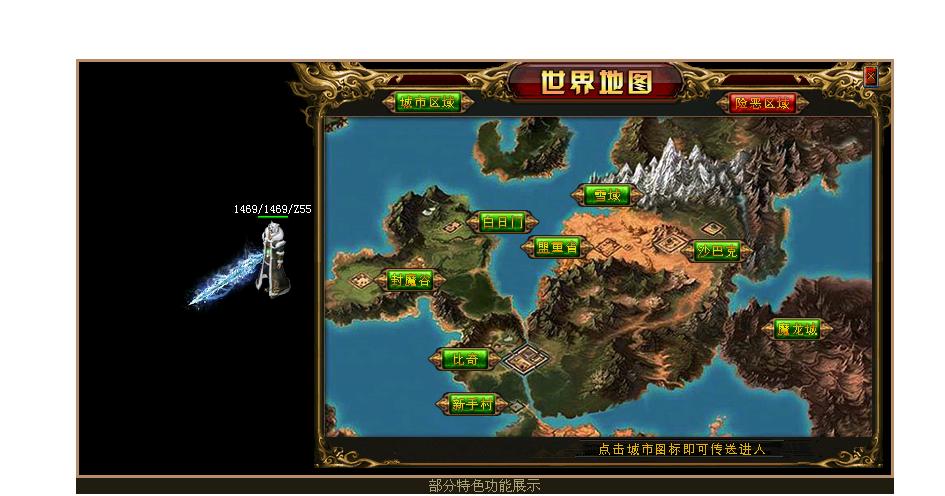 世界地图
城市区域
险恶区域
雪域
1469/1469/Z55
白日门
盟重省
沙巴克
封魔谷
魔龙城
比奇
新手村
点击城市图标即可传送进入
部分特色功能展示